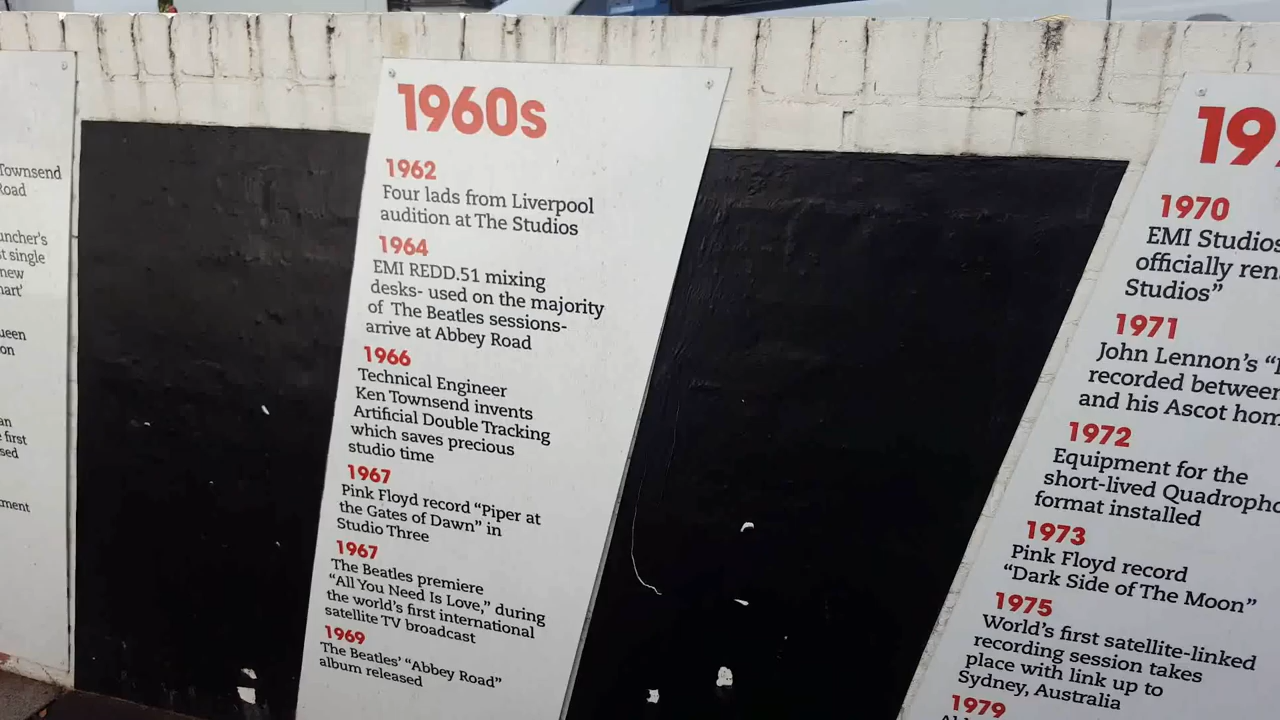 Townsend
Road
st single
new
on
first
1960s
1962
Four lads from Liverpool
audition at The Studios
1964
EMI REDD.51 mixing
desks- used on the majority
of The Beatles sessions-
arrive at Abbey Road
1966
Technical Engineer
Ken Townsend invents
Artificial Double Tracking
which saves precious
studio time
1967
Pink Floyd record “Piper at
the Gates of Dawn” in
Studio Three
1967
The Beatles premiere
“All You Need Is Love,” during
the world’s first international
satellite TV broadcast
1969
The Beatles’ “Abbey Road”
album released
19
1970
EMI Studios
officially ren
Studios”
1971
John Lennon’s “
recorded between
and his Ascot hom
1972
Equipment for the
short-lived Quadropho
format installed
1973
Pink Floyd record
“Dark Side of The Moon”
1975
World’s first satellite-linked
recording session takes
place with link up to
Sydney, Australia
1979